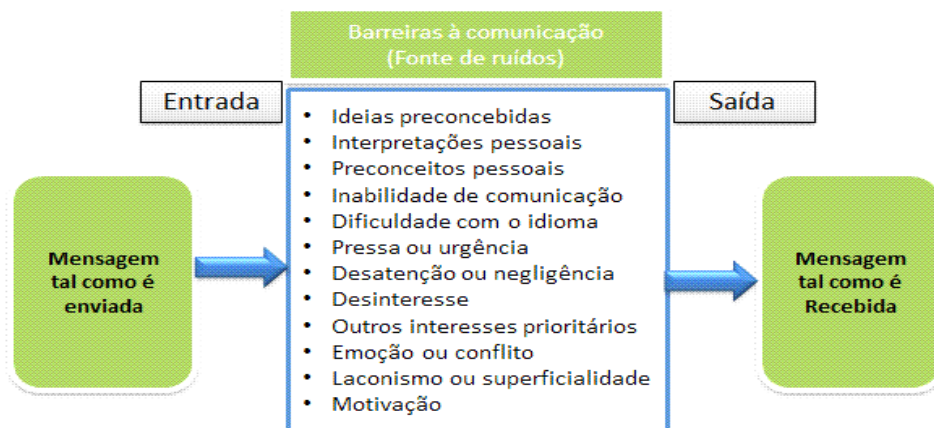 Barreiras à comunicação
(Fonte de ruídos)
Entrada
Saída
Mensagem
tal como é
enviada
• Ideias preconcebidas
• Interpretações pessoais
• Preconceitos pessoais
• Inabilidade de comunicação
• Dificuldade com o idioma
• Pressa ou urgência
• Desatenção ou negligência
• Desinteresse
• Outros interesses prioritários
• Emoção ou conflito
• Laconismo ou superficialidade
• Motivação
Mensagem
tal como é
Recebida